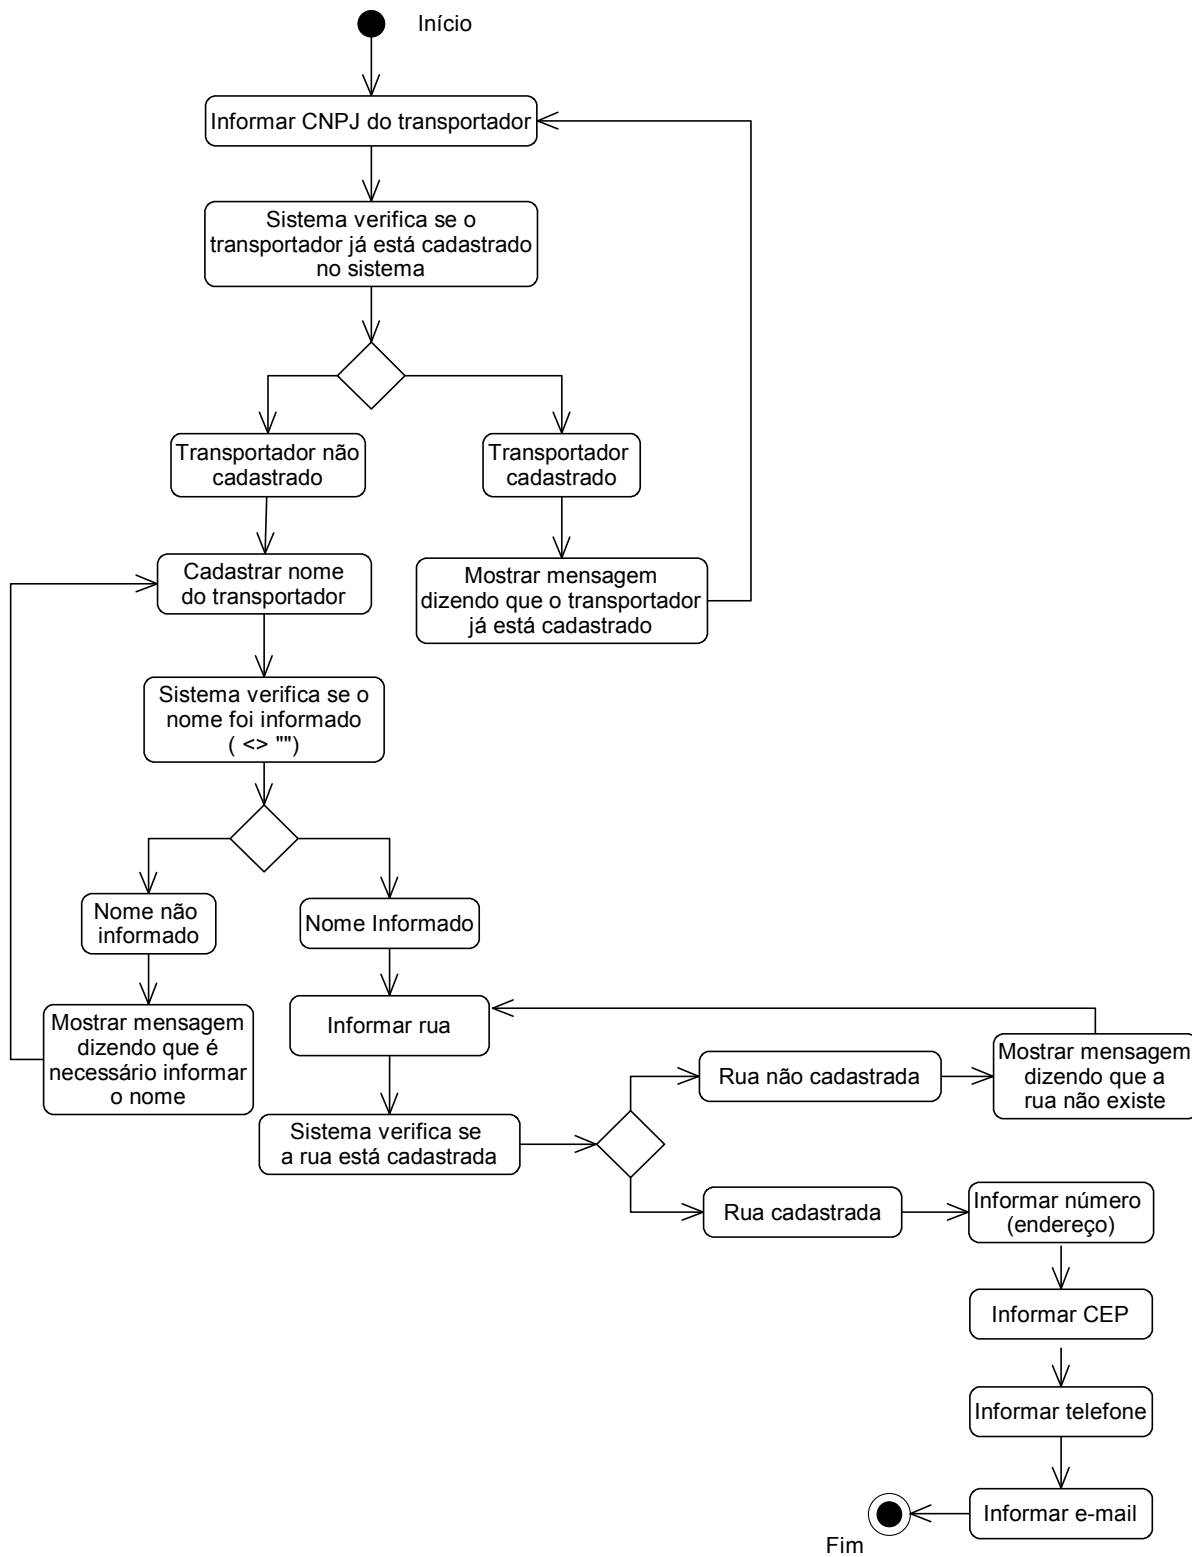 Início
Informar CNPJ do transportador
Sistema verifica se o
transportador já está cadastrado
no sistema
Transportador não
cadastrado
Transportador
cadastrado
Cadastrar nome
do transportador
Mostrar mensagem
dizendo que o transportador
já está cadastrado
Sistema verifica se o
nome foi informado
( <> "")
Nome não
informado
Nome Informado
Mostrar mensagem
dizendo que é
necessário informar
o nome
Informar rua
Sistema verifica se
a rua está cadastrada
Rua não cadastrada
Mostrar mensagem
dizendo que a
rua não existe
Rua cadastrada
Informar número
(endereço)
Informar CEP
Informar telefone
Informar e-mail
Fim